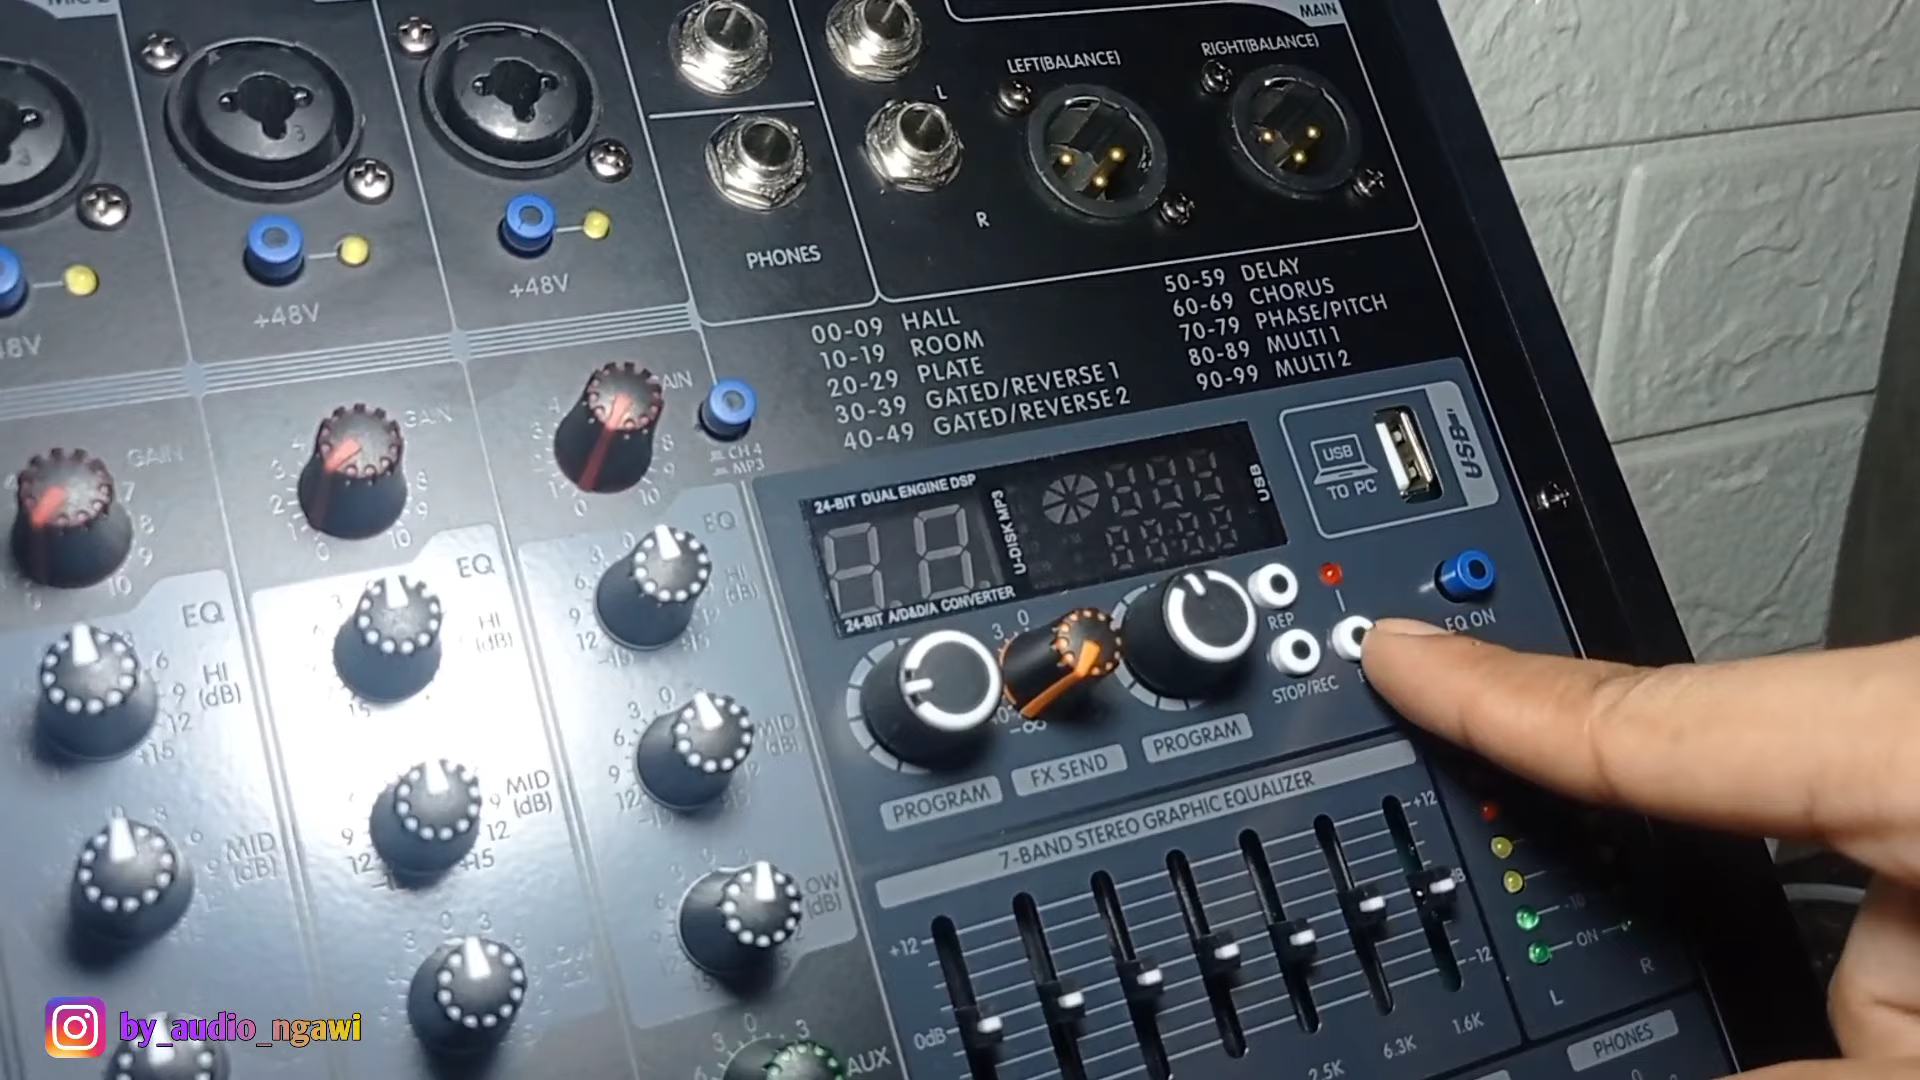 MAIN
LEFT(BALANCE)
RIGHT(BALANCE)
L
R
PHONES
+48V
+48V
48V
00-09 HALL
10-19 ROOM
20-29 PLATE
30-39 GATED/REVERSE 1
40-49 GATED/REVERSE 2
50-59 DELAY
60-69 CHORUS
70-79 PHASE/PITCH
80-89 MULTI 1
90-99 MULTI 2
GAIN
GAIN
GAIN
CH 4
MP3
USB
TO PC
USB
24-BIT DUAL ENGINE DSP
U-DISK MP3
USB
24-BIT A/D&D/A CONVERTER
REP
STOP/REC
EQ ON
PROGRAM
FX SEND
PROGRAM
EQ
HI
(dB)
MID
(dB)
EQ
HI
(dB)
MID
(dB)
LOW
(dB)
EQ
HI
(dB)
MID
(dB)
LOW
(dB)
AUX
7-BAND STEREO GRAPHIC EQUALIZER
+12
+12
0dB
-12
2.5K
6.3K
1.6K
-10
ON
L
R
PHONES
by_audio_ngawi